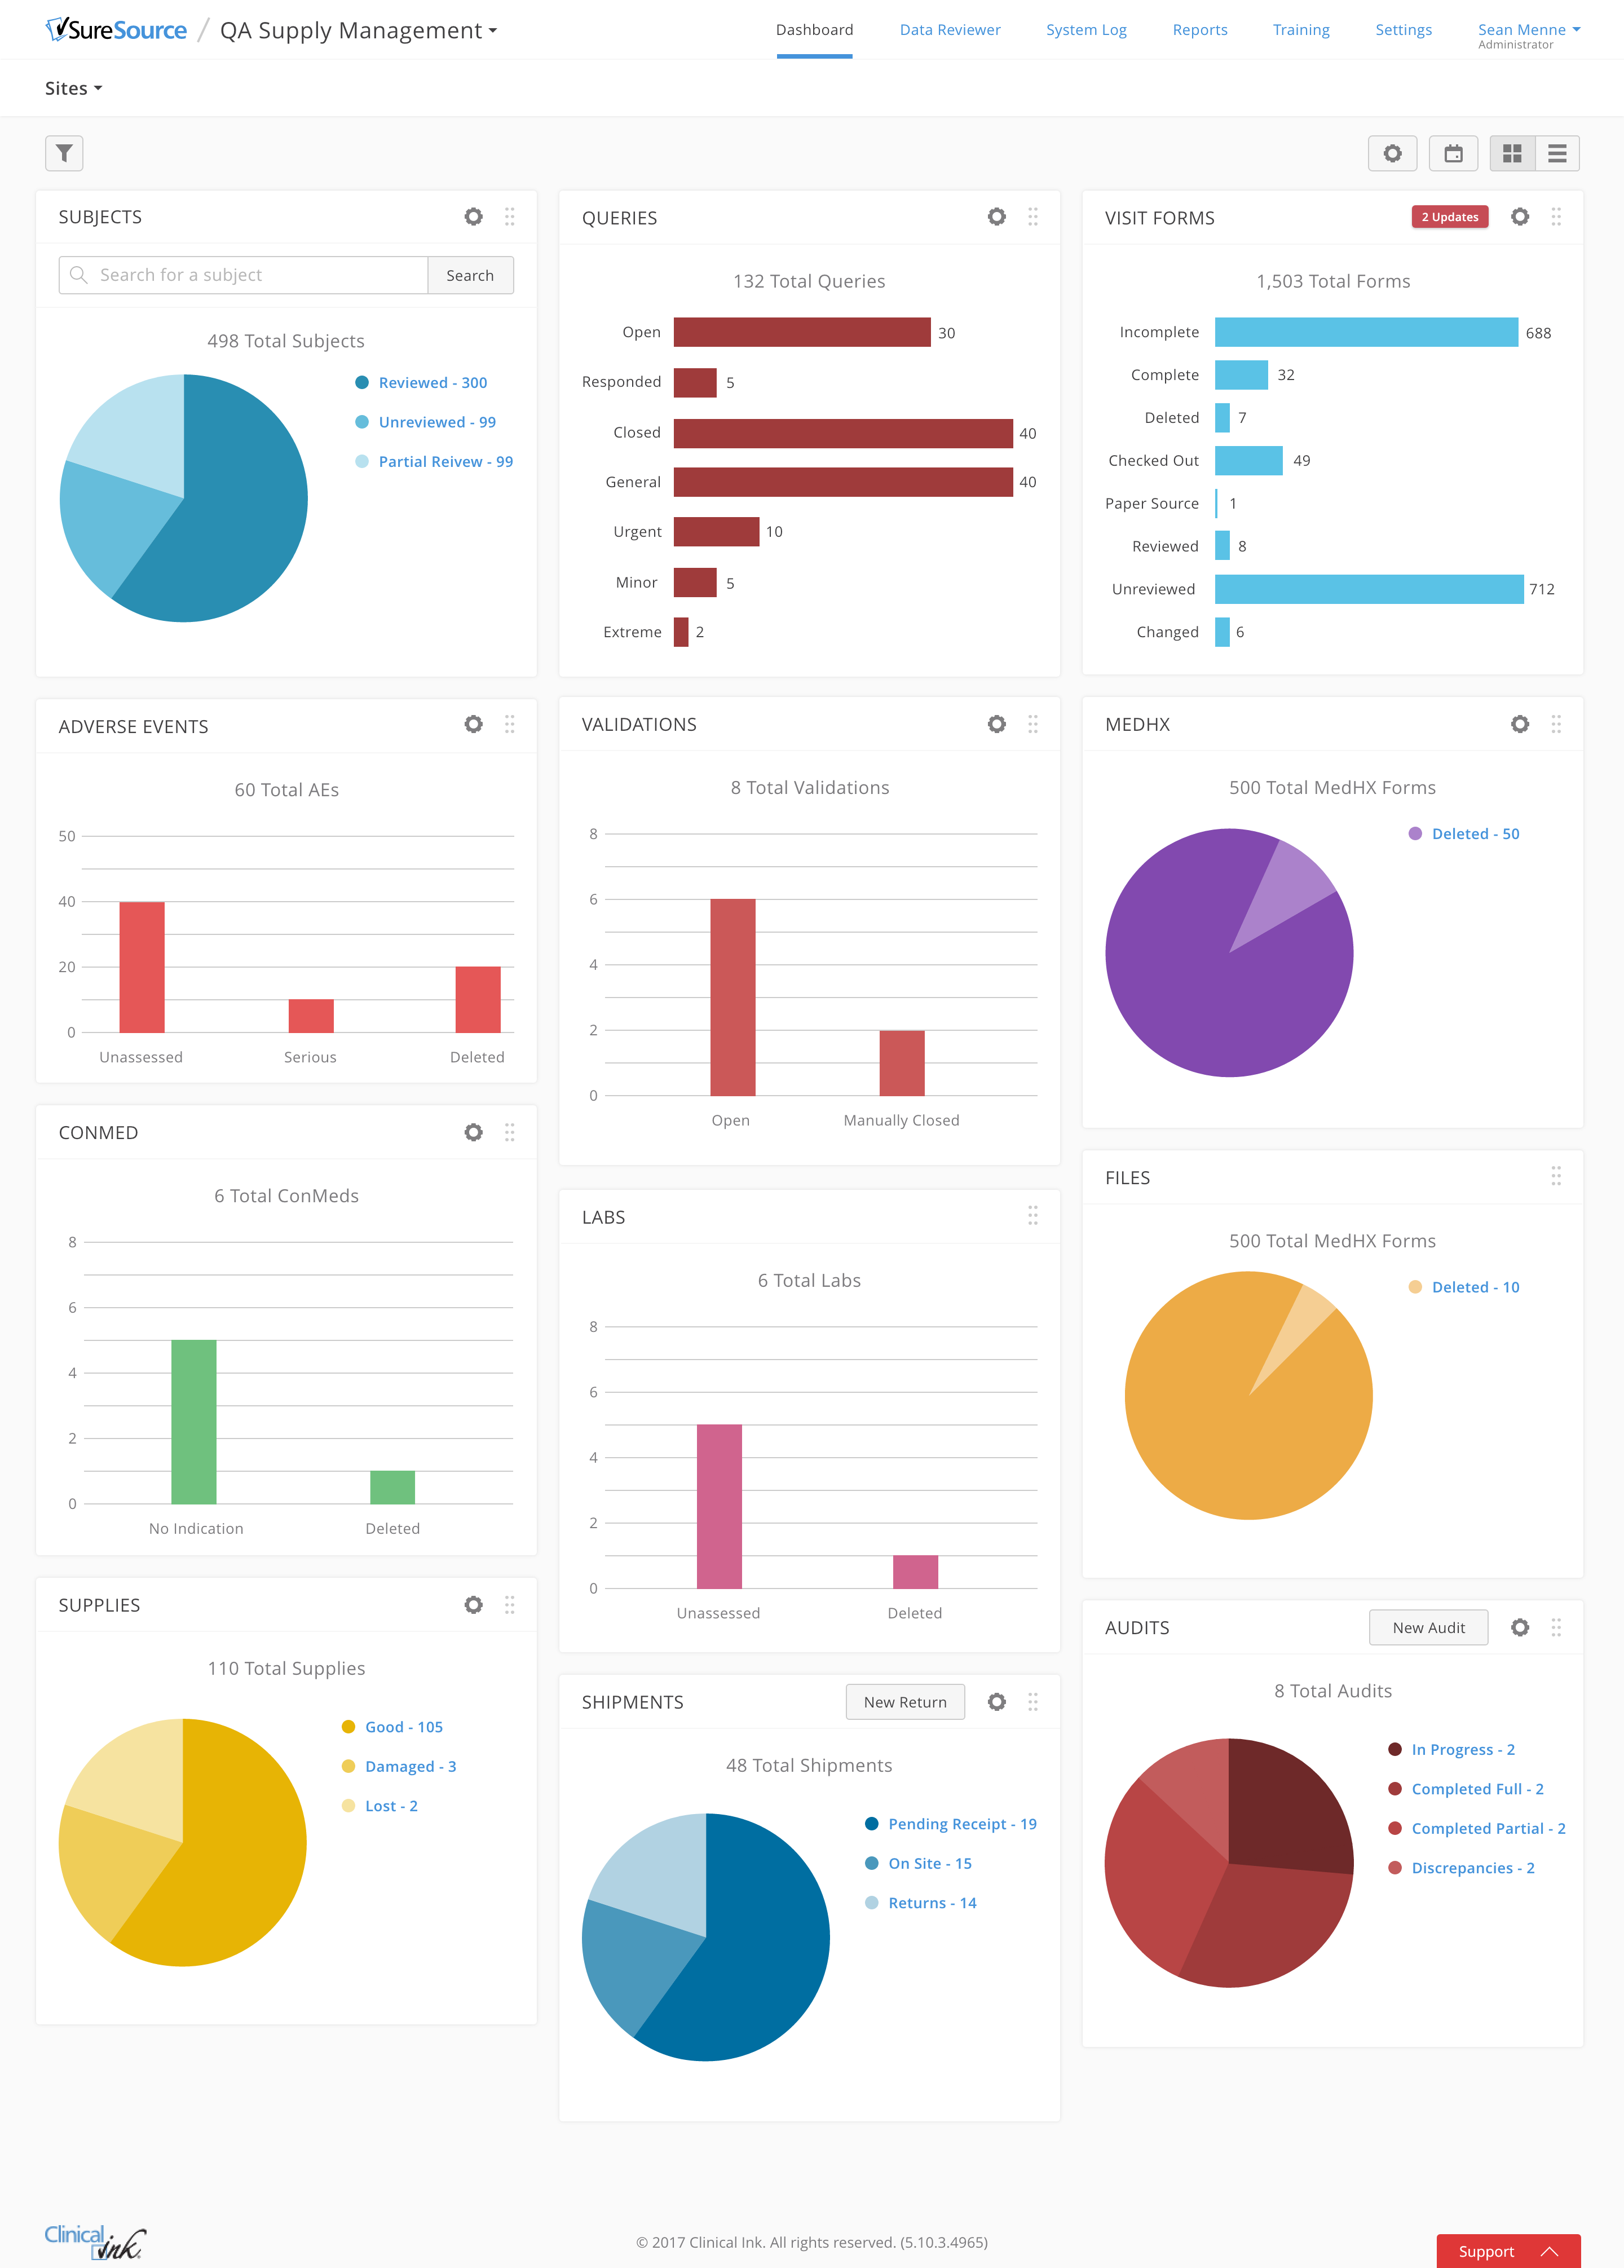 SureSource / QA Supply Management
Dashboard Data Reviewer System Log Reports Training Settings Sean Menne
Administrator
Sites
SUBJECTS
Search for a subject Search
498 Total Subjects
Reviewed - 300
Unreviewed - 99
Partial Reivew - 99
QUERIES
132 Total Queries
Open 30
Responded 5
Closed 40
General 40
Urgent 10
Minor 5
Extreme 2
VISIT FORMS 2 Updates
1,503 Total Forms
Incomplete 688
Complete 32
Deleted 7
Checked Out 49
Paper Source 1
Reviewed 8
Unreviewed 712
Changed 6
ADVERSE EVENTS
60 Total AEs
50
40
20
0
Unassessed Serious Deleted
VALIDATIONS
8 Total Validations
8
6
4
2
0
Open Manually Closed
MEDHX
500 Total MedHX Forms
Deleted - 50
CONMED
6 Total ConMeds
8
6
4
2
0
No Indication Deleted
LABS
6 Total Labs
8
6
4
2
0
Unassessed Deleted
FILES
500 Total MedHX Forms
Deleted - 10
SUPPLIES
110 Total Supplies
Good - 105
Damaged - 3
Lost - 2
SHIPMENTS New Return
48 Total Shipments
Pending Receipt - 19
On Site - 15
Returns - 14
AUDITS New Audit
8 Total Audits
In Progress - 2
Completed Full - 2
Completed Partial - 2
Discrepancies - 2
Clinical ink
© 2017 Clinical Ink. All rights reserved. (5.10.3.4965)
Support